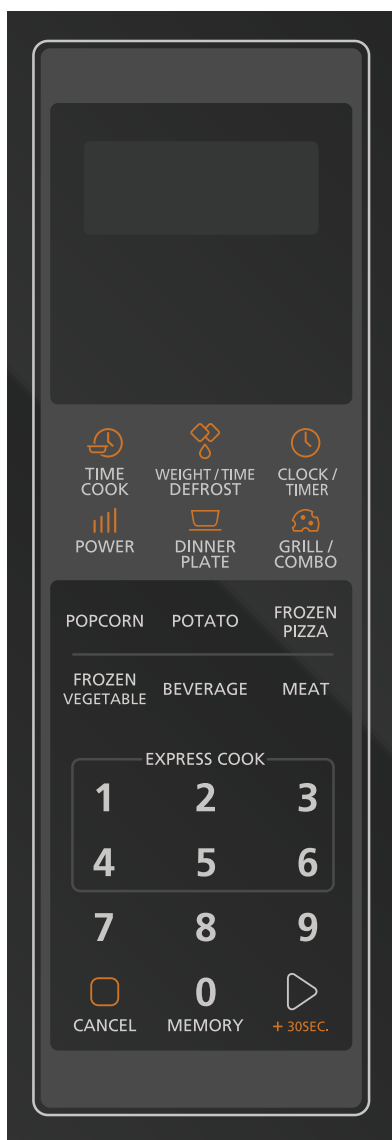 TIME
COOK
WEIGHT / TIME
DEFROST
CLOCK /
TIMER
POWER
DINNER
PLATE
GRILL /
COMBO
POPCORN
POTATO
FROZEN
PIZZA
FROZEN
VEGETABLE
BEVERAGE
MEAT
EXPRESS COOK
1 2 3
4 5 6
7 8 9
0
CANCEL
MEMORY
+ 30SEC.